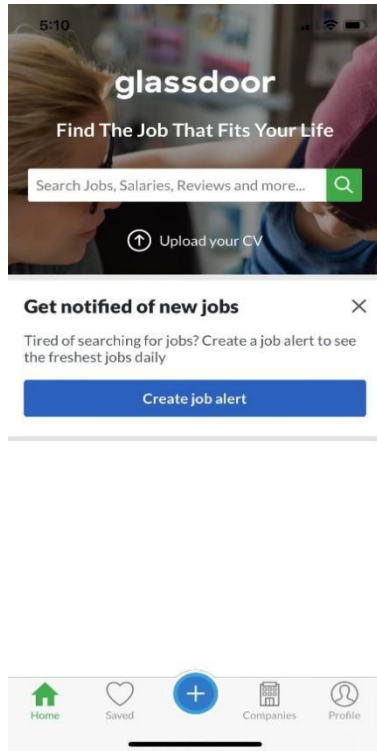 5:10
glassdoor
Find The Job That Fits Your Life
Search Jobs, Salaries, Reviews and more...
Upload your CV
Get notified of new jobs
Tired of searching for jobs? Create a job alert to see
the freshest jobs daily
Create job alert
Home Saved Companies Profile